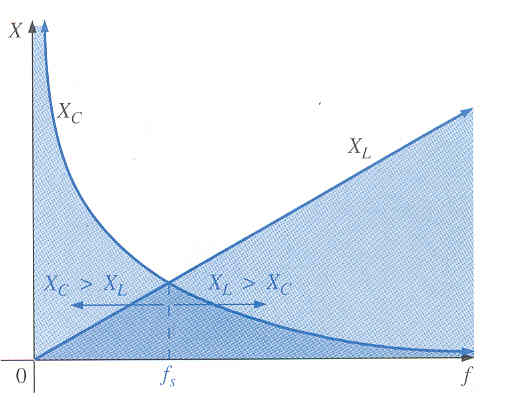 X
X_C
X_L
X_C > X_L
X_L > X_C
0
f_s
f